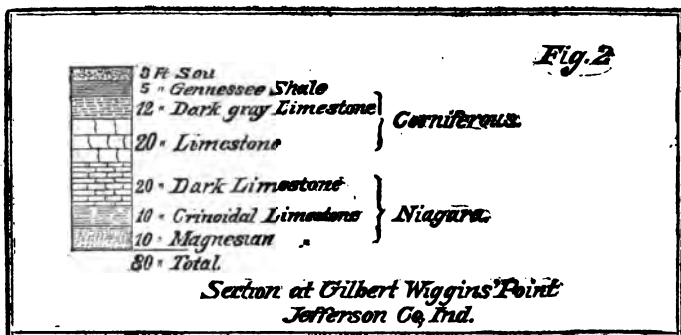 Fig. 2
3 Ft Soil
5 " Gennessee Shale
12 " Dark gray Limestone
Corniferous.
20 " Limestone
20 " Dark Limestone
10 " Crinoidal Limestone
Niagara.
10 " Magnesian "
80 " Total.
Section at Gilbert Wiggins' Point
Jefferson Co, Ind.